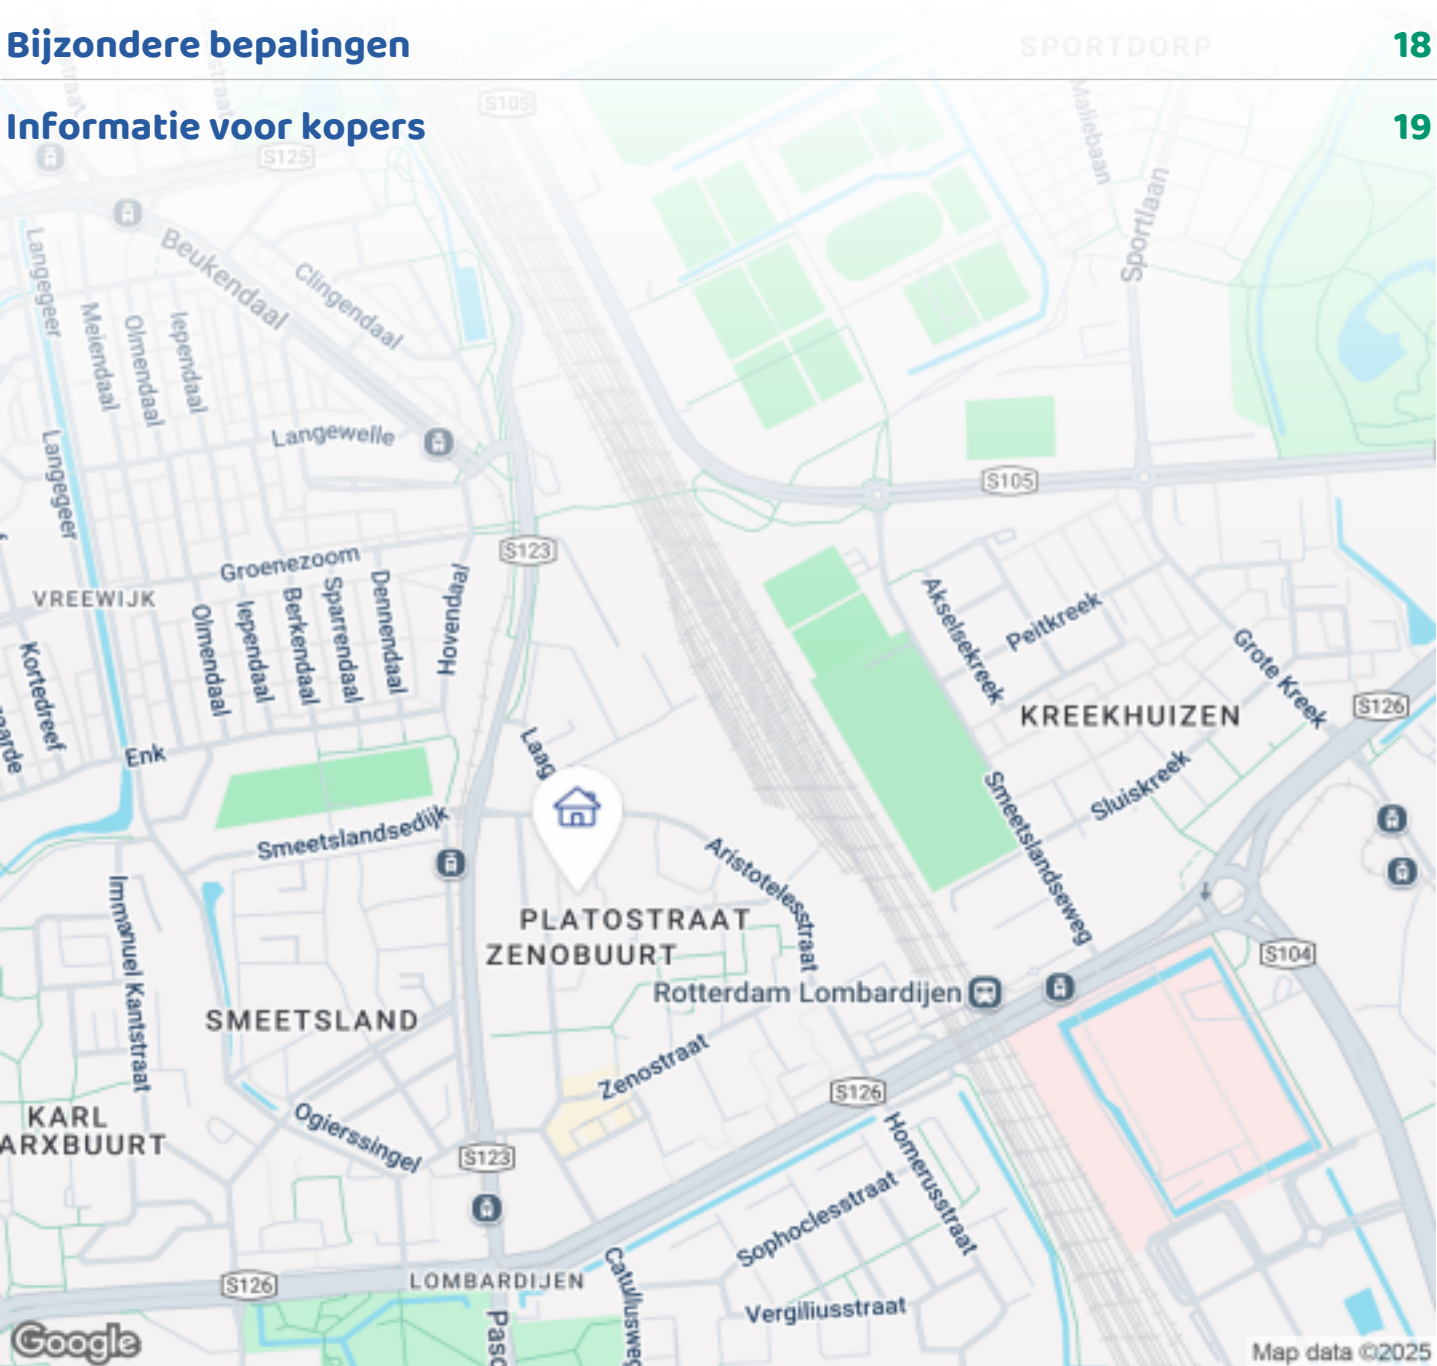 Bijzondere bepalingen 18
SPORTDORP
S105
Informatie voor kopers 19
Maliebaan
S125
Sportlaan
Langegeer
Beukendaal
Clingendaal
Meiendaal
Olmendaal
Iependaal
Langewelle
Langegeer
S105
S123
Groenezoom
VREEWIJK
Olmendaal
Iependaal
Berkendaal
Sparrendaal
Dennendaal
Hovendaal
Akselsekreek
Peitkreek
Grote Kreek
Kortedreef
S126
KREEKHUIZEN
Enk
Laag
Sluiskreek
Smeetslandseweg
Smeetslandsedijk
Aristotelesstraat
Immanuel Kantstraat
PLATOSTRAAT
ZENOBUURT
S104
Rotterdam Lombardijen
SMEETSLAND
Zenostraat
S126
KARL
ARXBUURT
Ogierssingel
Homerusstraat
S123
Sophoclesstraat
Catullusweg
S126
LOMBARDIJEN
Vergiliusstraat
Pasc
Google
Map data ©2025